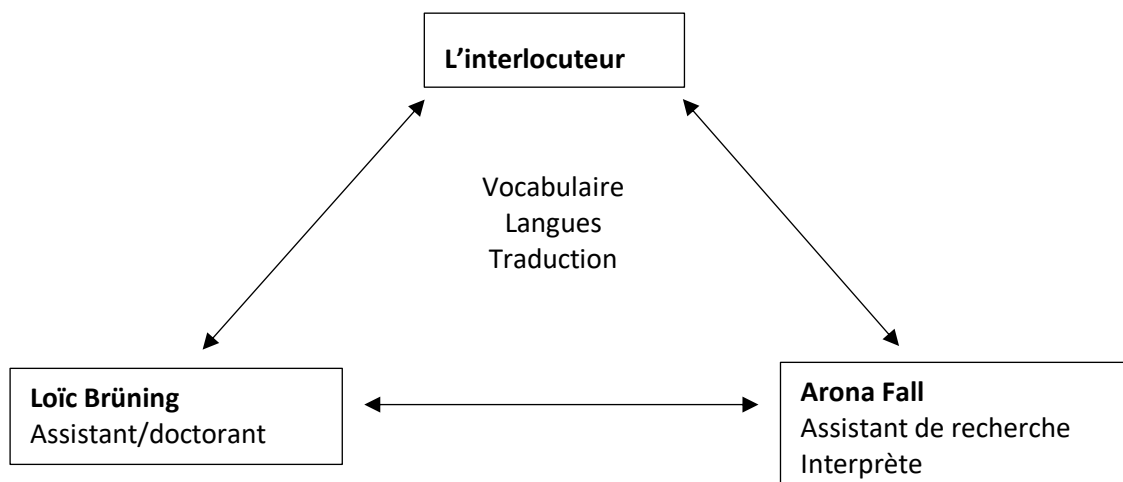 L’interlocuteur
Vocabulaire
Langues
Traduction
Loïc Brüning
Assistant/doctorant
Arona Fall
Assistant de recherche
Interprète